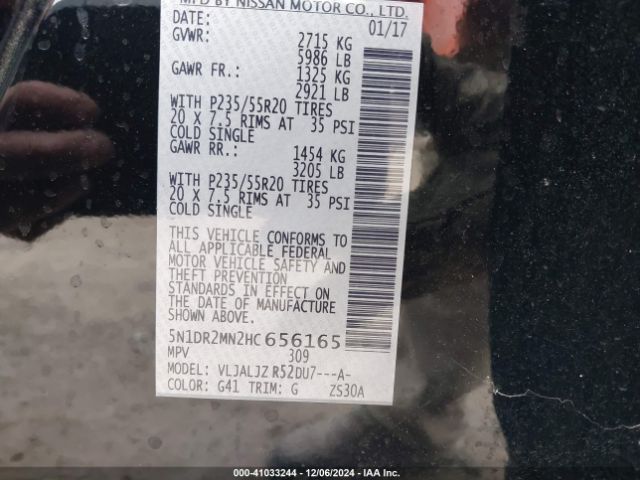 MFD BY NISSAN MOTOR CO., LTD.
DATE: 01/17
GVWR: 2715 KG
5986 LB
GAWR FR.: 1325 KG
2921 LB
WITH P235/55R20 TIRES
20 X 7.5 RIMS AT 35 PSI
COLD SINGLE
GAWR RR.: 1454 KG
3205 LB
WITH P235/55R20 TIRES
20 X 7.5 RIMS AT 35 PSI
COLD SINGLE
THIS VEHICLE CONFORMS TO
ALL APPLICABLE FEDERAL
MOTOR VEHICLE SAFETY AND
THEFT PREVENTION
STANDARDS IN EFFECT ON
THE DATE OF MANUFACTURE
SHOWN ABOVE.
5N1DR2MN2HC 656165
MPV 309
MODEL: VLJALJZ R52DU7---A-
COLOR: G41 TRIM: G ZS30A
000-41033244 - 12/06/2024 - IAA Inc.